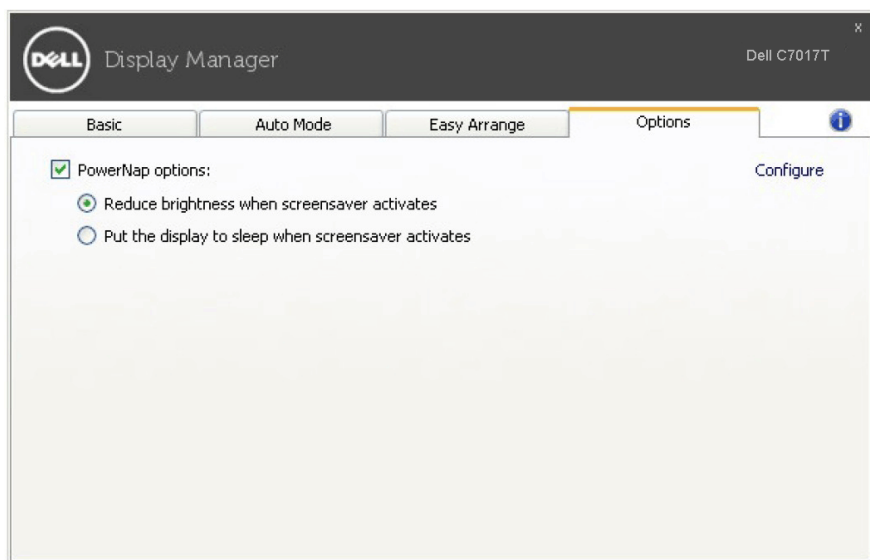 x
DELL Display Manager
Dell C7017T
Basic Auto Mode Easy Arrange Options i
PowerNap options: Configure
Reduce brightness when screensaver activates
Put the display to sleep when screensaver activates